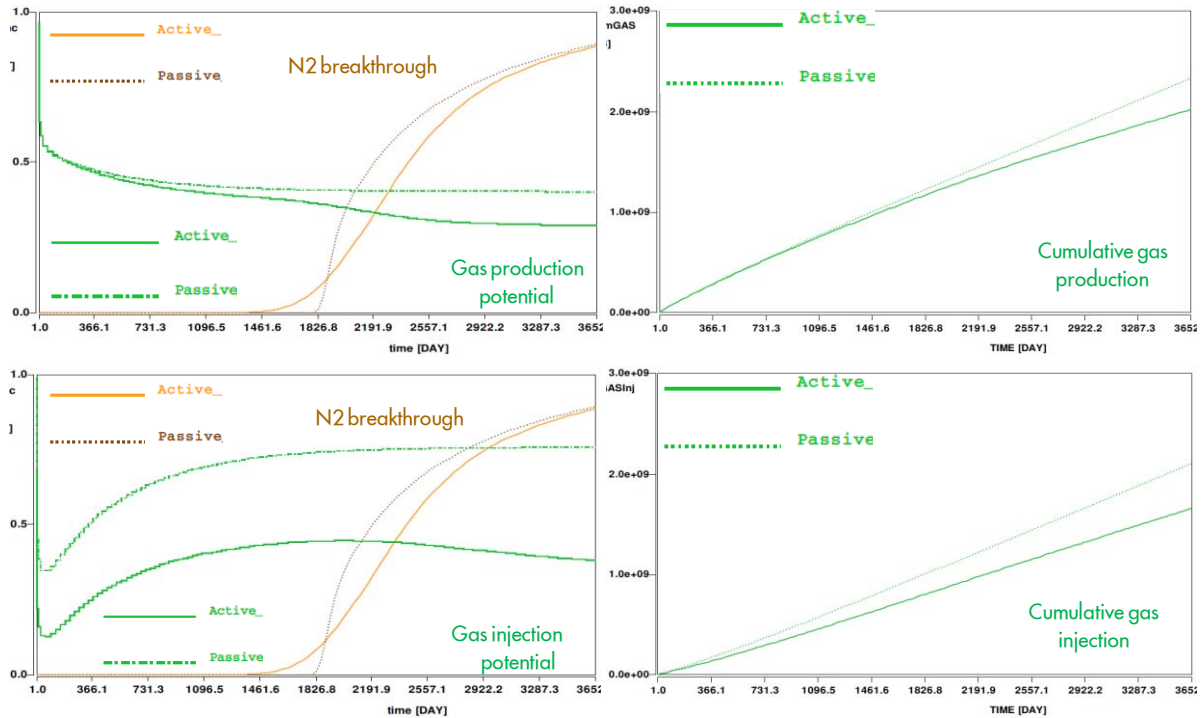 1.0
nc
]
Active_
Passive
N2 breakthrough
0.5
Active_
Passive
Gas production
potential
0.0
1.0 366.1 731.3 1096.5 1461.6 1826.8 2191.9 2557.1 2922.2 3287.3 3652
time [DAY]
3.0e+09
mGAS
]
Active_
Passive
2.0e+09
1.0e+09
Cumulative gas
production
0.0e+00
1.0 366.1 731.3 1096.5 1461.6 1826.8 2191.9 2557.1 2922.2 3287.3 3652
TIME [DAY]
1.0
c
]
Active_
Passive
N2 breakthrough
0.5
Active_
Passive
Gas injection
potential
0.0
1.0 366.1 731.3 1096.5 1461.6 1826.8 2191.9 2557.1 2922.2 3287.3 3652
time [DAY]
3.0e+09
ASInj
]
Active_
Passive
2.0e+09
1.0e+09
Cumulative gas
injection
0.0e+00
1.0 366.1 731.3 1096.5 1461.6 1826.8 2191.9 2557.1 2922.2 3287.3 3652
TIME [DAY]